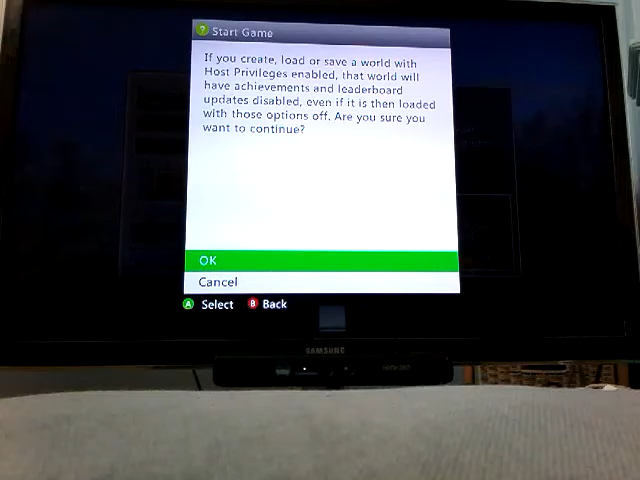 Start Game
If you create, load or save a world with
Host Privileges enabled, that world will
have achievements and leaderboard
updates disabled, even if it is then loaded
with those options off. Are you sure you
want to continue?
OK
Cancel
A Select B Back
SAMSUNG